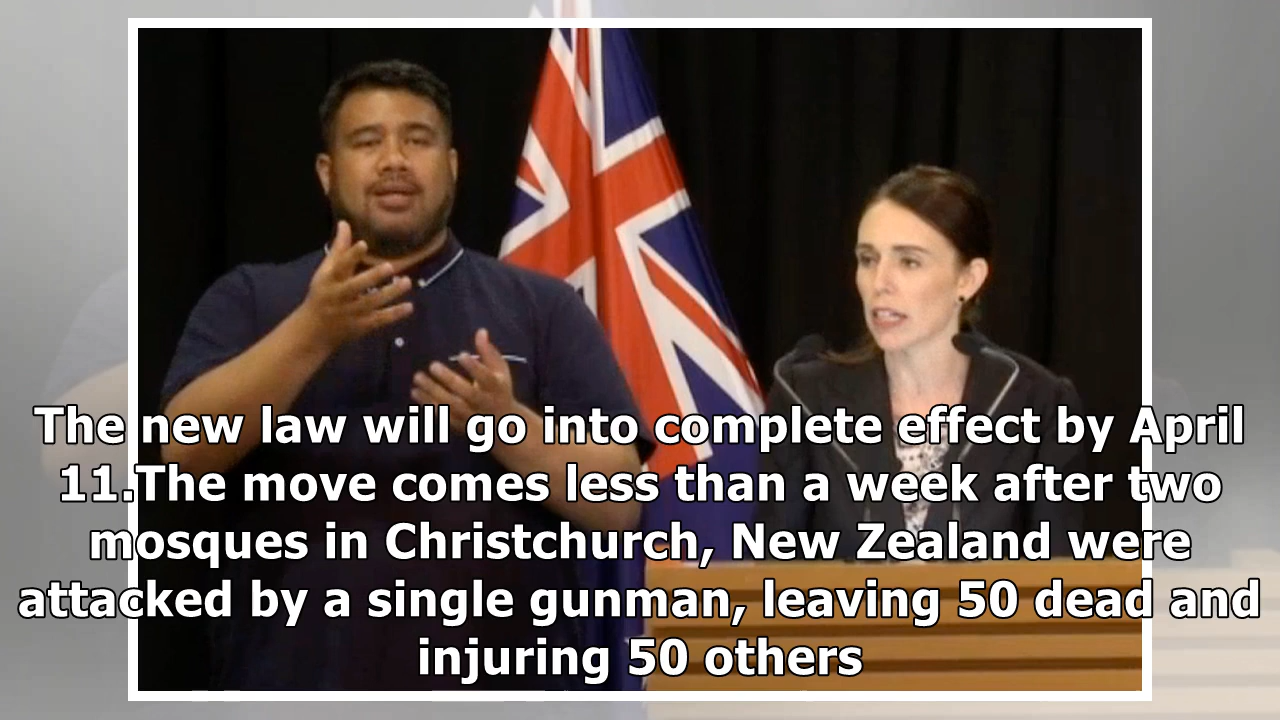 The new law will go into complete effect by April
11.The move comes less than a week after two
mosques in Christchurch, New Zealand were
attacked by a single gunman, leaving 50 dead and
injuring 50 others